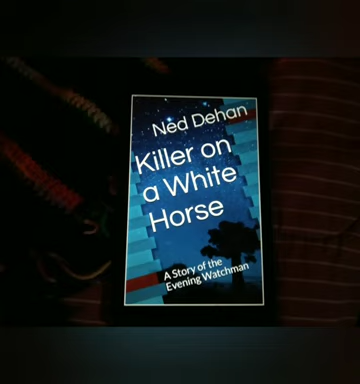 Ned Dehan
Killer on
a White
Horse
A Story of the
Evening Watchman